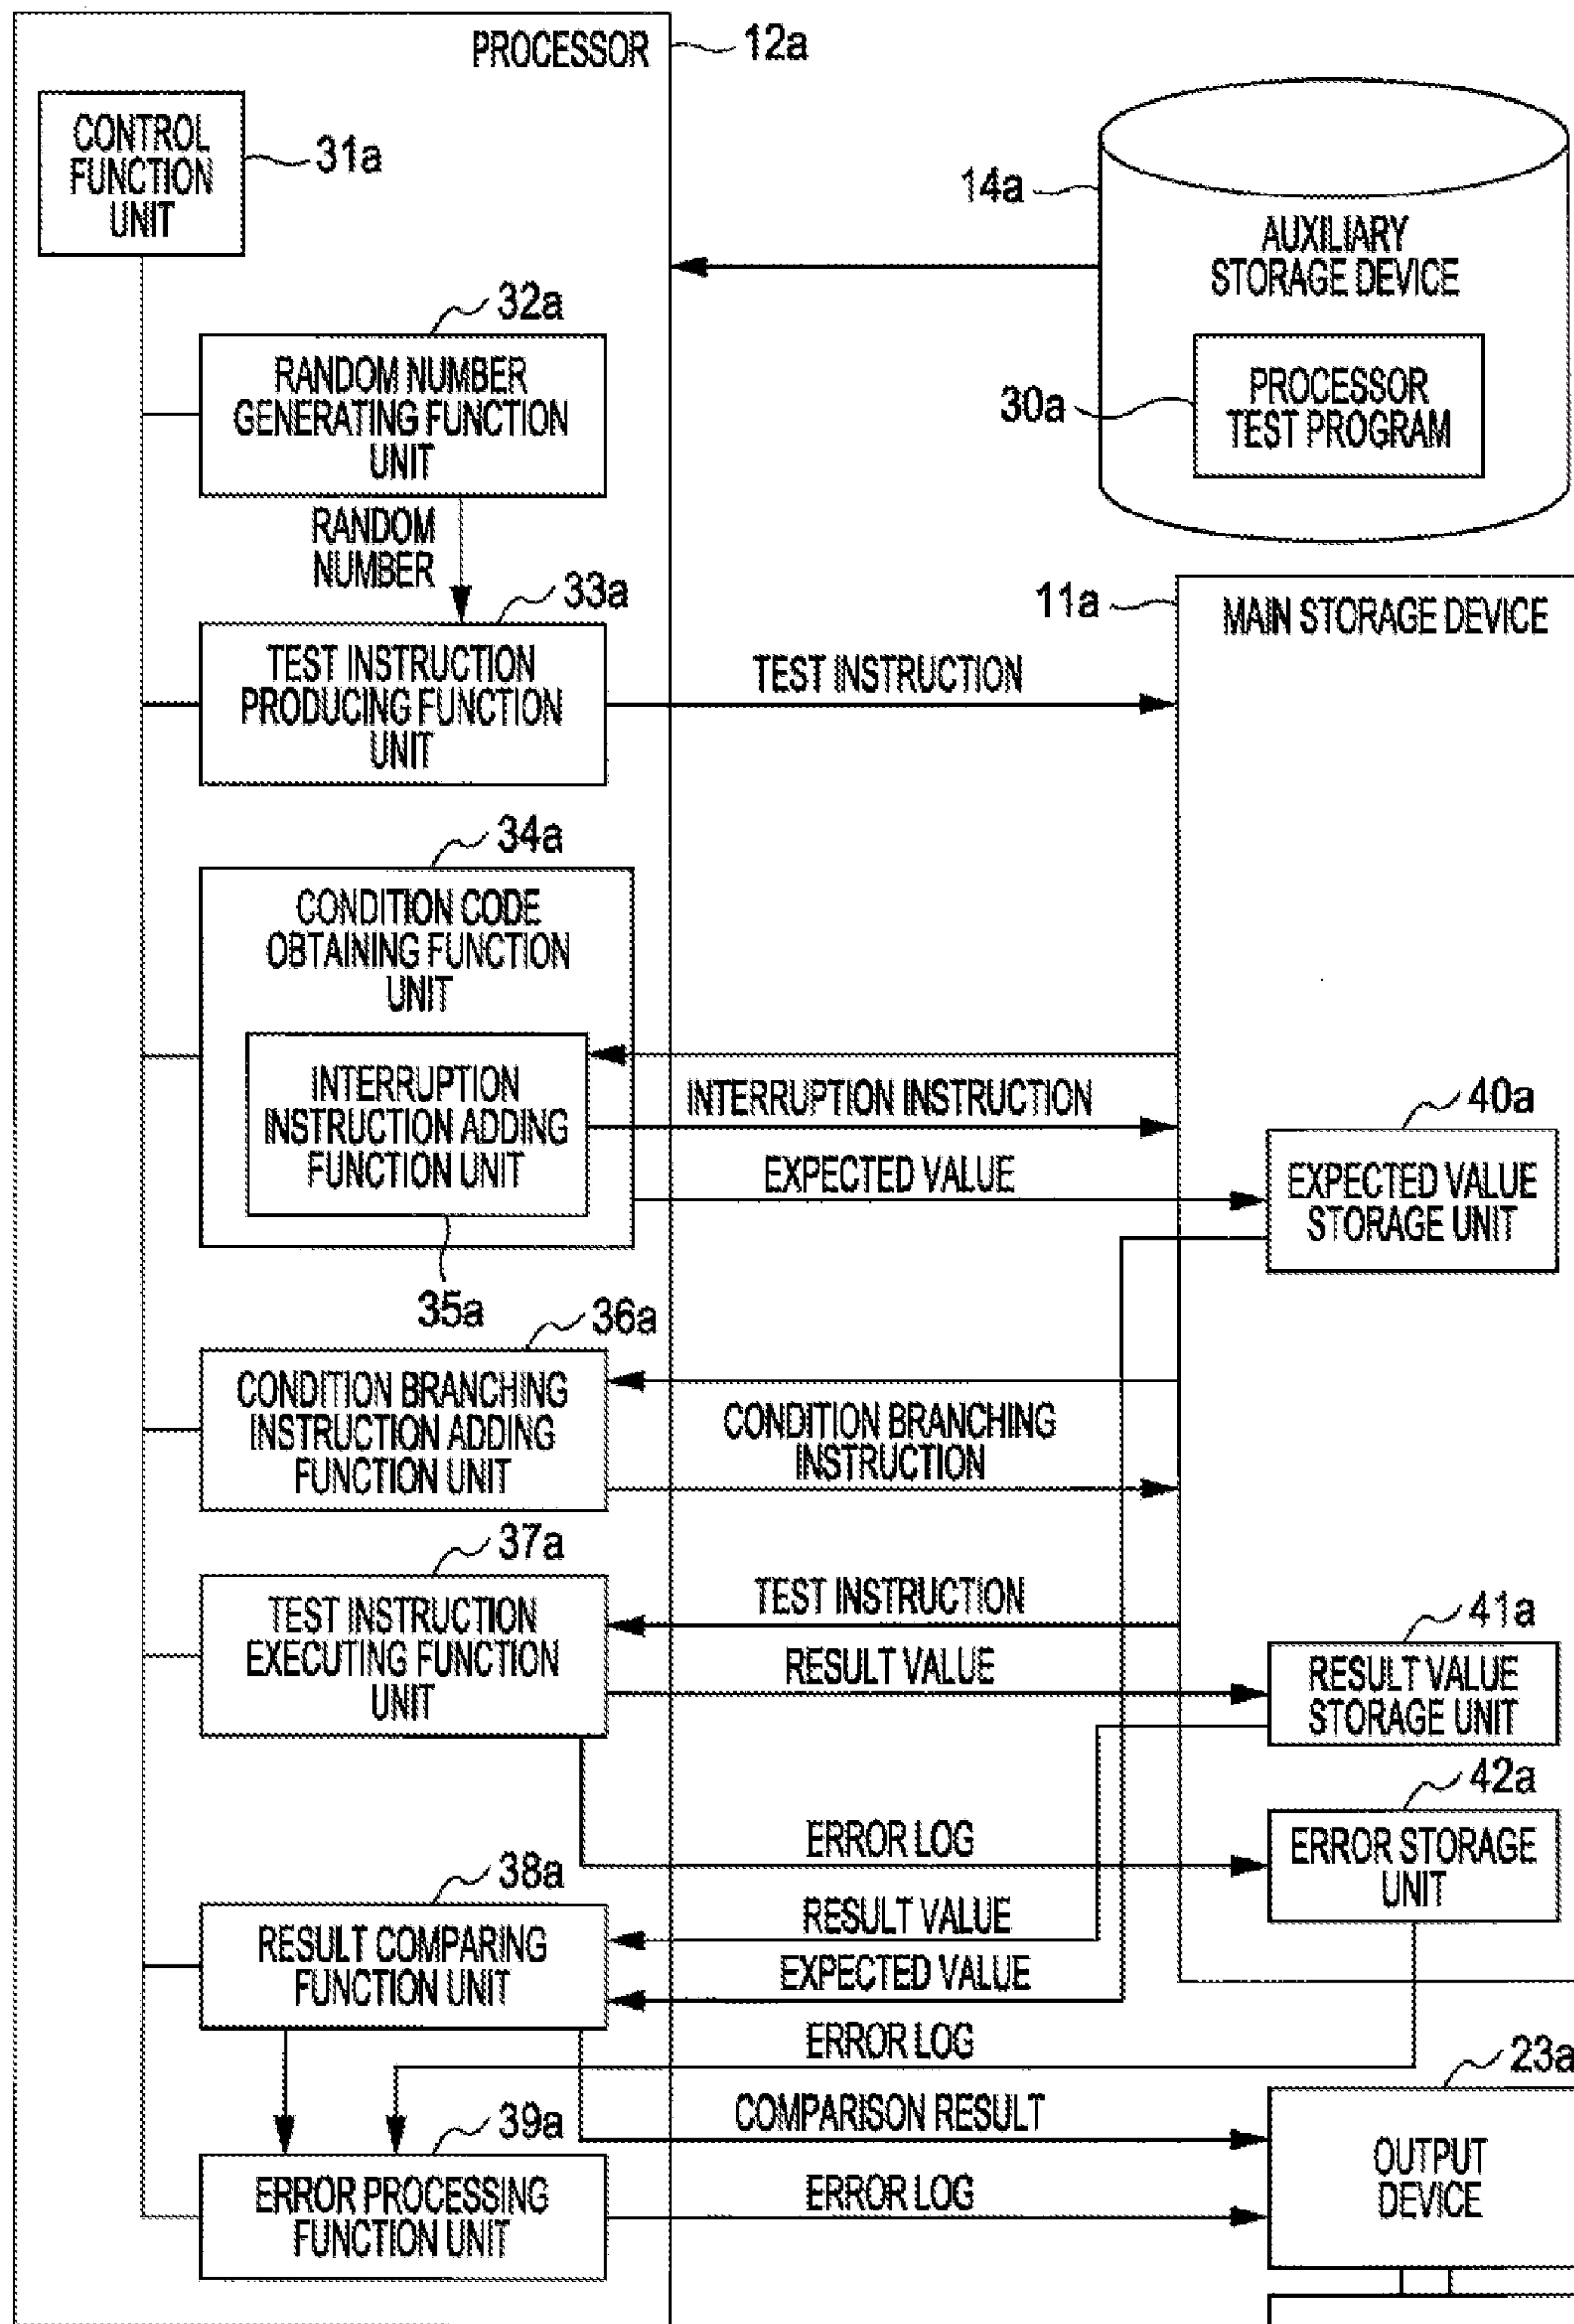 PROCESSOR
12a
CONTROL
FUNCTION
UNIT
31a
14a
AUXILIARY
STORAGE DEVICE
PROCESSOR
TEST PROGRAM
30a
32a
RANDOM NUMBER
GENERATING FUNCTION
UNIT
RANDOM
NUMBER
33a
TEST INSTRUCTION
PRODUCING FUNCTION
UNIT
TEST INSTRUCTION
11a
MAIN STORAGE DEVICE
34a
CONDITION CODE
OBTAINING FUNCTION
UNIT
INTERRUPTION
INSTRUCTION ADDING
FUNCTION UNIT
35a
INTERRUPTION INSTRUCTION
EXPECTED VALUE
40a
EXPECTED VALUE
STORAGE UNIT
36a
CONDITION BRANCHING
INSTRUCTION ADDING
FUNCTION UNIT
CONDITION BRANCHING
INSTRUCTION
37a
TEST INSTRUCTION
EXECUTING FUNCTION
UNIT
TEST INSTRUCTION
RESULT VALUE
41a
RESULT VALUE
STORAGE UNIT
42a
ERROR STORAGE
UNIT
ERROR LOG
38a
RESULT COMPARING
FUNCTION UNIT
RESULT VALUE
EXPECTED VALUE
ERROR LOG
23a
COMPARISON RESULT
39a
ERROR PROCESSING
FUNCTION UNIT
ERROR LOG
OUTPUT
DEVICE